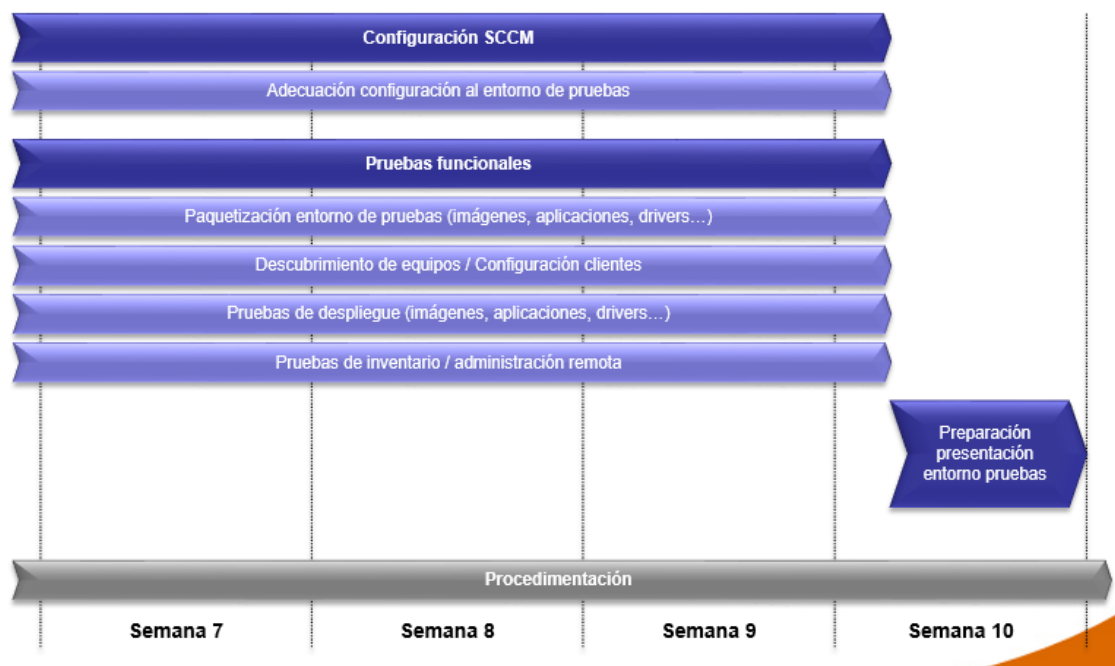 Configuración SCCM
Adecuación configuración al entorno de pruebas
Pruebas funcionales
Paquetización entorno de pruebas (imágenes, aplicaciones, drivers...)
Descubrimiento de equipos / Configuración clientes
Pruebas de despliegue (imágenes, aplicaciones, drivers...)
Pruebas de inventario / administración remota
Preparación
presentación
entorno pruebas
Procedimentación
Semana 7
Semana 8
Semana 9
Semana 10